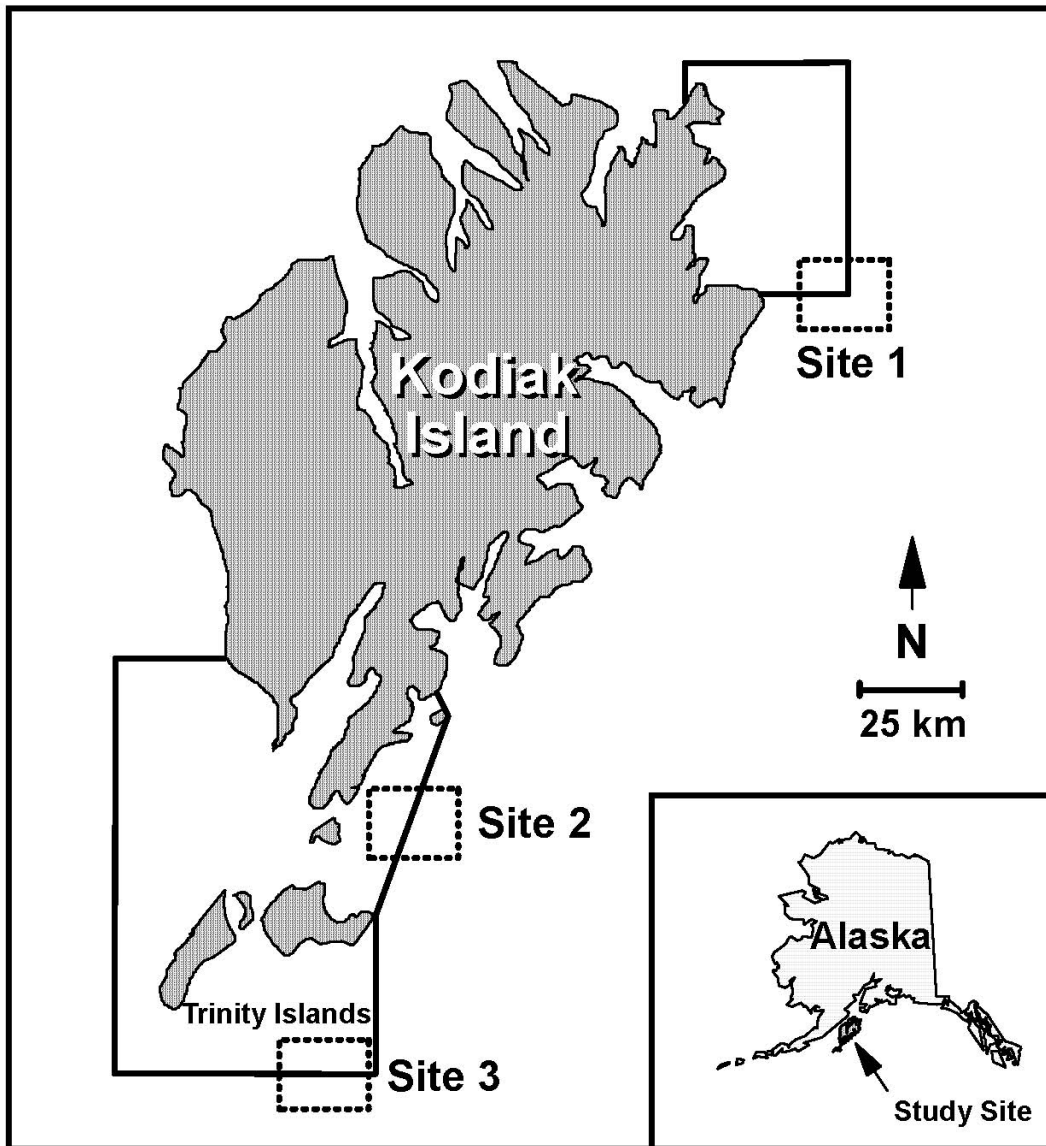 Kodiak
Island
Site 1
N
25 km
Site 2
Alaska
Trinity Islands
Site 3
Study Site